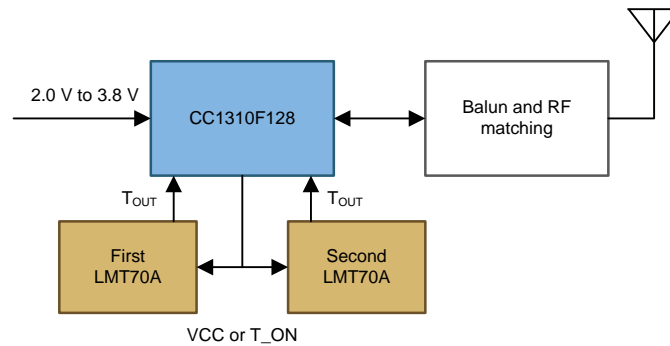 2.0 V to 3.8 V
CC1310F128
Balun and RF
matching
TOUT
TOUT
First
LMT70A
Second
LMT70A
VCC or T_ON